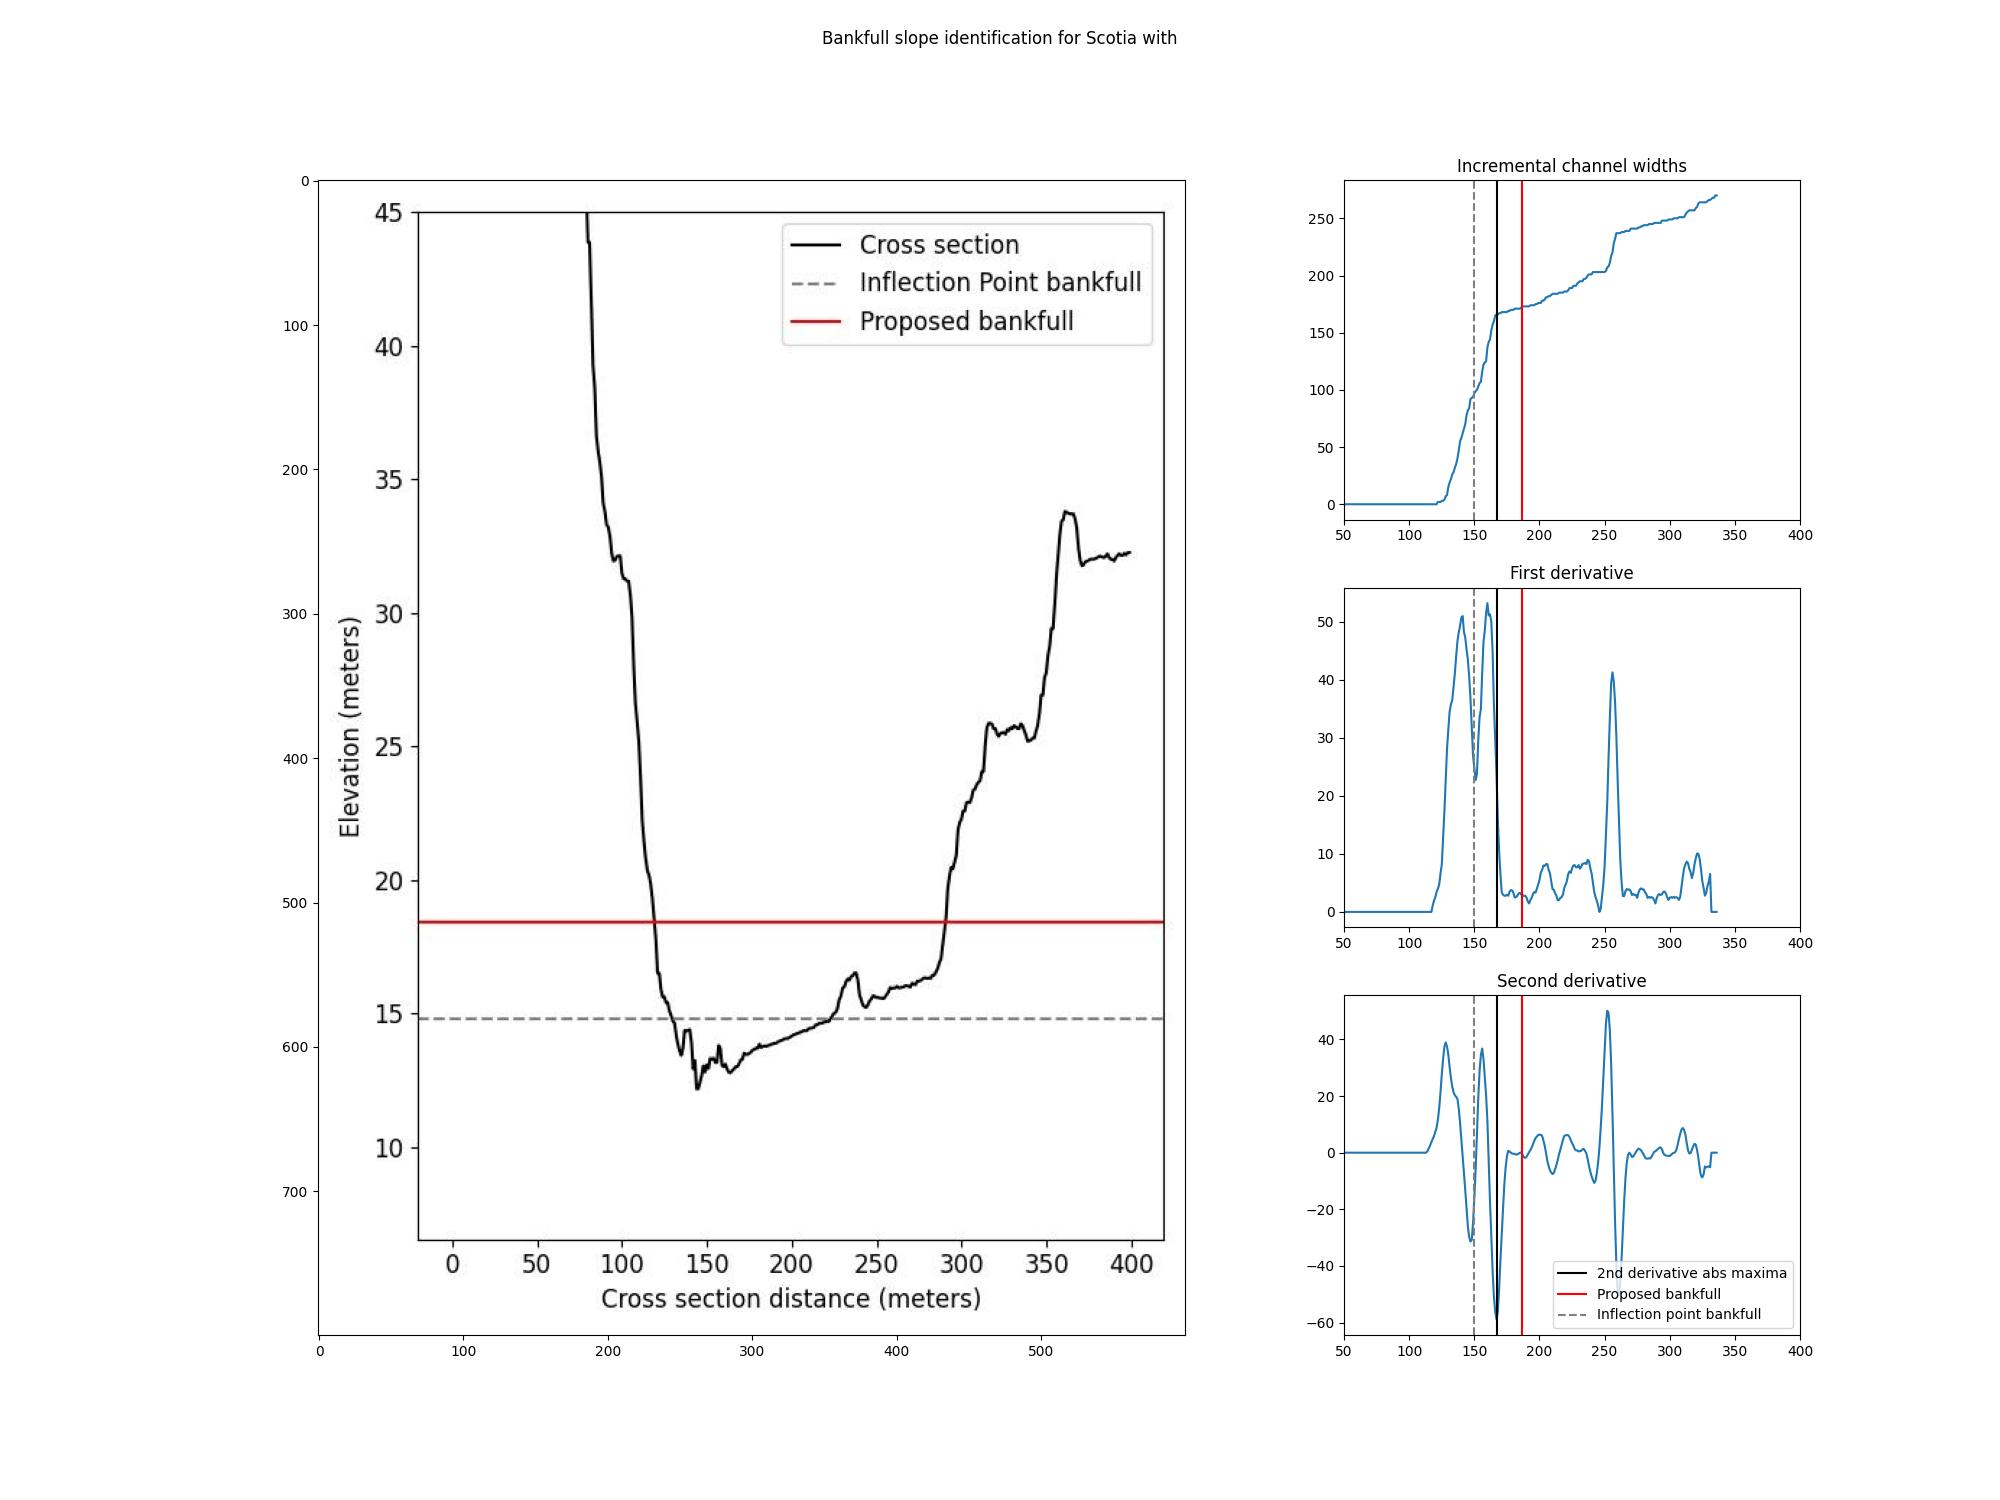 Bankfull slope identification for Scotia with
0
100
200
300
400
500
600
700
45
40
35
30
25
20
15
10
Elevation (meters)
Cross section
Inflection Point bankfull
Proposed bankfull
0 50 100 150 200 250 300 350 400
Cross section distance (meters)
0 100 200 300 400 500
Incremental channel widths
250
200
150
100
50
0
50 100 150 200 250 300 350 400
First derivative
50
40
30
20
10
0
50 100 150 200 250 300 350 400
Second derivative
40
20
0
−20
−40
−60
2nd derivative abs maxima
Proposed bankfull
Inflection point bankfull
50 100 150 200 250 300 350 400